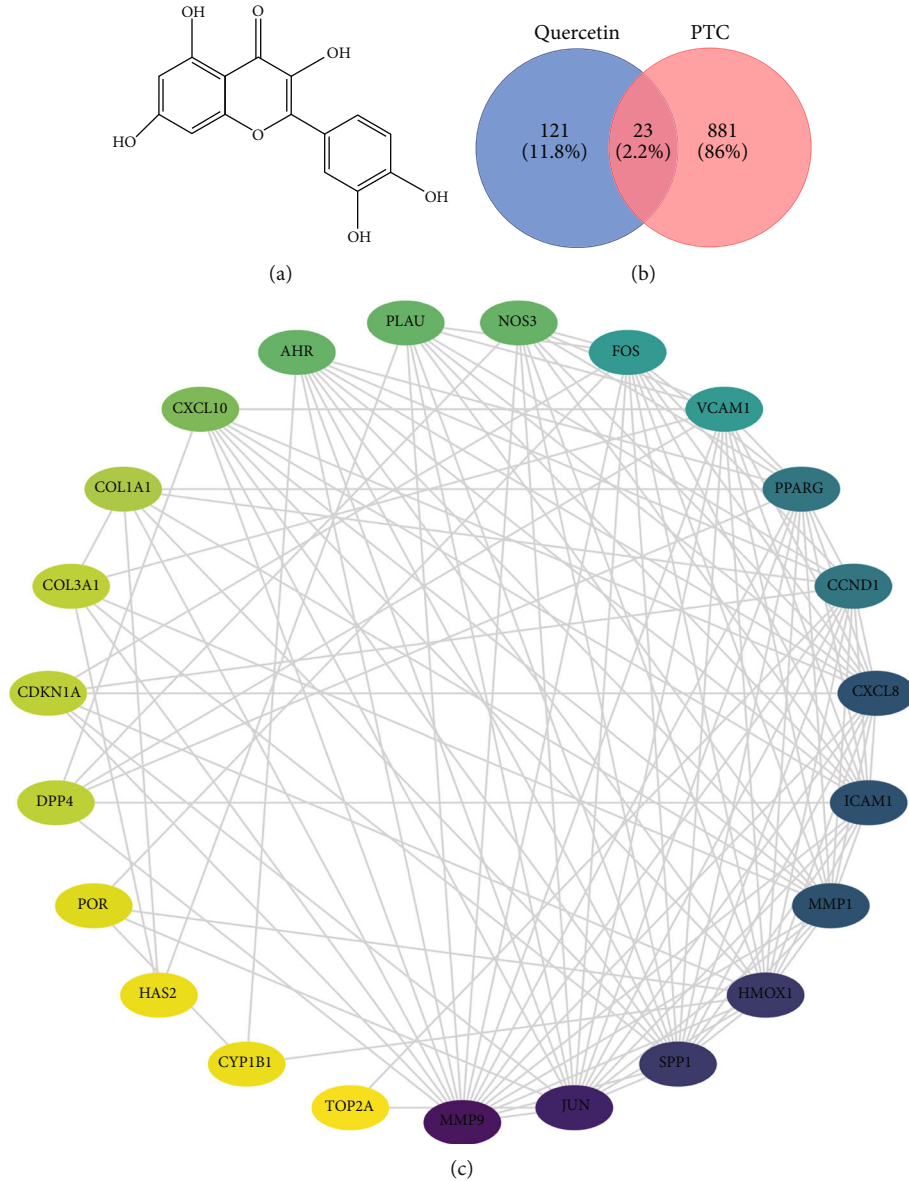 OH
O
OH
HO
O
OH
OH
(a)
Quercetin PTC
121 23 881
(11.8%) (2.2%) (86%)
(b)
PLAU
NOS3
AHR
FOS
CXCL10
VCAM1
COL1A1
PPARG
COL3A1
CCND1
CDKN1A
CXCL8
DPP4
ICAM1
POR
MMP1
HAS2
HMOX1
CYP1B1
SPP1
TOP2A
MMP9
JUN
(c)